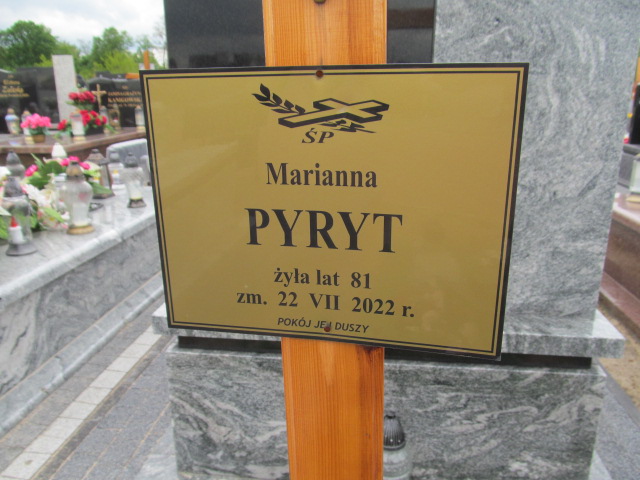 ŚP
Marianna
PYRYT
żyła lat 81
zm. 22 VII 2022 r.
POKÓJ JEJ DUSZY